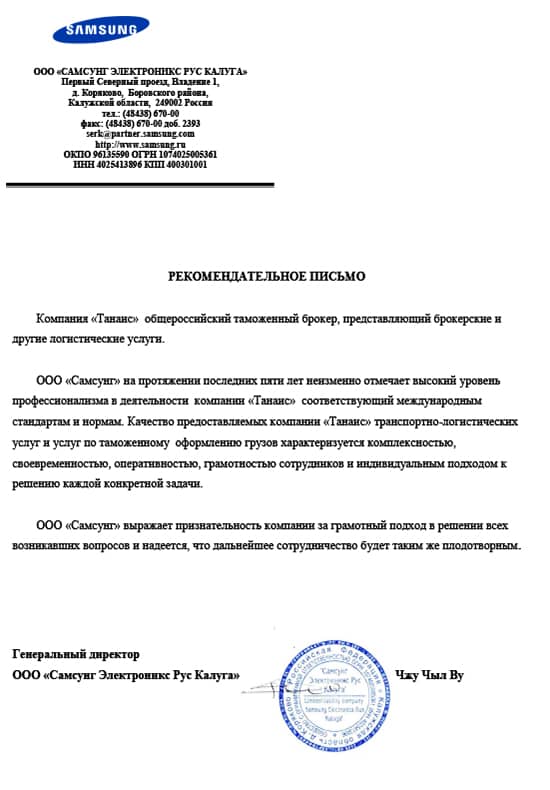 SAMSUNG
ООО «САМСУНГ ЭЛЕКТРОНИКС РУС КАЛУГА»
Первый Северный проезд, Владение 1,
д. Коряково, Боровского района,
Калужской области, 249002 Россия
тел.: (48438) 670-00
факс: (48438) 670-00 доб. 2393
serk@partner.samsung.com
http://www.samsung.ru
ОКПО 96135590 ОГРН 1074025005361
ИНН 4025413896 КПП 400301001
РЕКОМЕНДАТЕЛЬНОЕ ПИСЬМО
Компания «Танаис» общероссийский таможенный брокер, представляющий брокерские и
другие логистические услуги.
ООО «Самсунг» на протяжении последних пяти лет неизменно отмечает высокий уровень
профессионализма в деятельности компании «Танаис» соответствующий международным
стандартам и нормам. Качество предоставляемых компании «Танаис» транспортно-логистических
услуг и услуг по таможенному оформлению грузов характеризуется комплексностью,
своевременностью, оперативностью, грамотностью сотрудников и индивидуальным подходом к
решению каждой конкретной задачи.
ООО «Самсунг» выражает признательность компании за грамотный подход в решении всех
возникавших вопросов и надеется, что дальнейшее сотрудничество будет таким же плодотворным.
Генеральный директор
ООО «Самсунг Электроникс Рус Калуга»
Чжу Чыл Ву
Российская Федерация
Калужская область д. Коряково
"Самсунг
Электроникс Рус
Калуга"
Limited liability company
Samsung Electronics Rus
Kaluga"